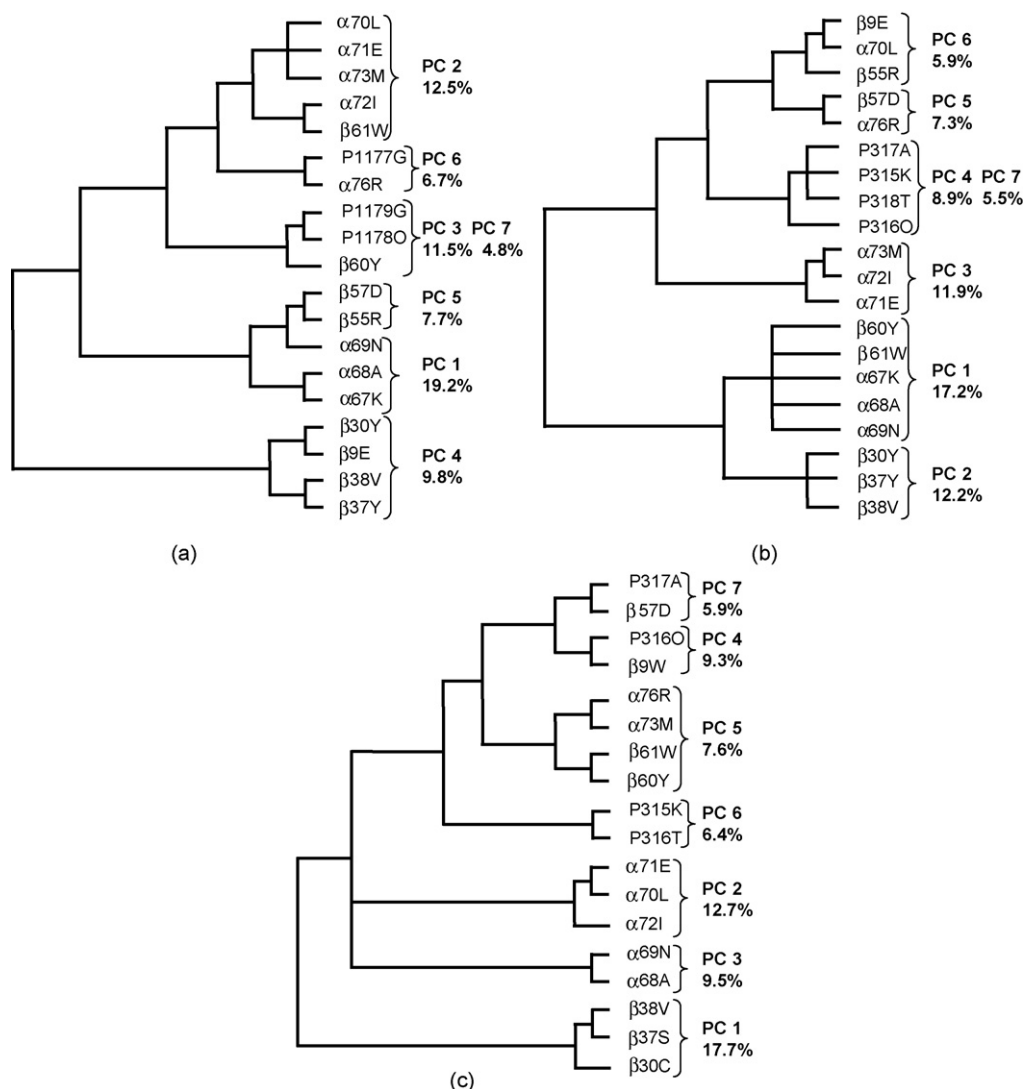 α70L
α71E
α73M
α72I
β61W
PC 2
12.5%
P1177G
α76R
PC 6
6.7%
P1179G
P1178O
β60Y
PC 3 PC 7
11.5% 4.8%
β57D
β55R
PC 5
7.7%
α69N
α68A
α67K
PC 1
19.2%
β30Y
β9E
β38V
β37Y
PC 4
9.8%
(a)
β9E
α70L
β55R
PC 6
5.9%
β57D
α76R
PC 5
7.3%
P317A
P315K
P318T
P316O
PC 4 PC 7
8.9% 5.5%
α73M
α72I
α71E
PC 3
11.9%
β60Y
β61W
α67K
α68A
α69N
PC 1
17.2%
β30Y
β37Y
β38V
PC 2
12.2%
(b)
P317A
β57D
PC 7
5.9%
P316O
β9W
PC 4
9.3%
α76R
α73M
β61W
β60Y
PC 5
7.6%
P315K
P316T
PC 6
6.4%
α71E
α70L
α72I
PC 2
12.7%
α69N
α68A
PC 3
9.5%
β38V
β37S
β30C
PC 1
17.7%
(c)